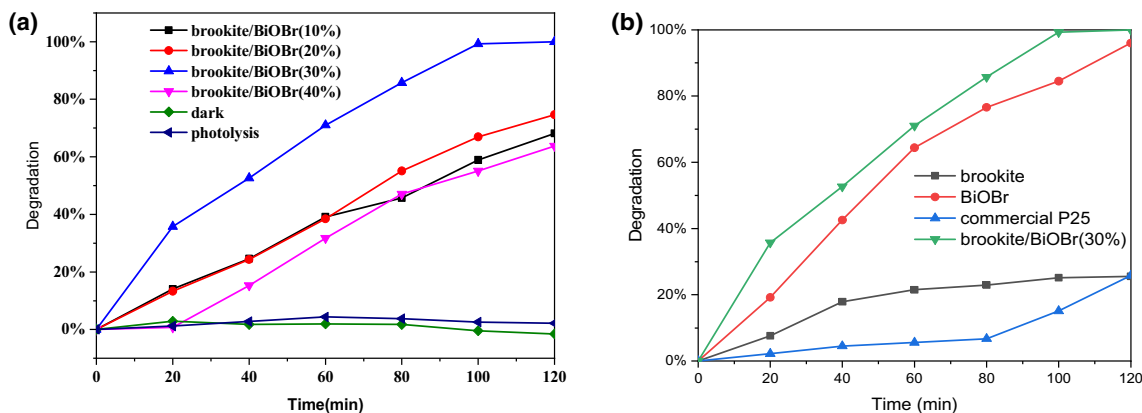 (a)
brookite/BiOBr(10%)
brookite/BiOBr(20%)
brookite/BiOBr(30%)
brookite/BiOBr(40%)
dark
photolysis
100%
80%
60%
40%
20%
0%
Degradation
0 20 40 60 80 100 120
Time(min)
(b)
100%
80%
60%
40%
20%
0%
Degradation
brookite
BiOBr
commercial P25
brookite/BiOBr(30%)
0 20 40 60 80 100 120
Time (min)